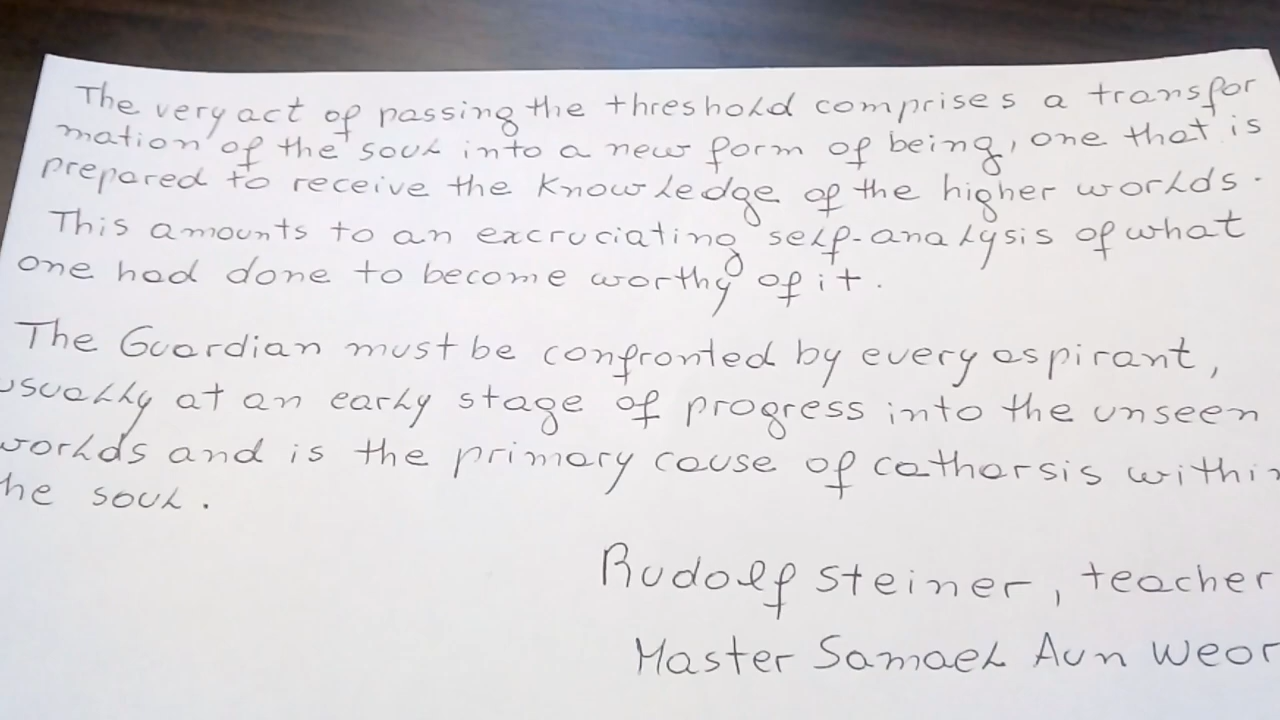 The very act of passing the threshold comprises a transfor
mation of the soul into a new form of being, one that is
prepared to receive the knowledge of the higher worlds.
This amounts to an excruciating self-analysis of what
one had done to become worthy of it.
The Guardian must be confronted by every aspirant,
usually at an early stage of progress into the unseen
worlds and is the primary cause of catharsis within
he soul.
Rudolf Steiner, teacher
Master Samael Aun Weor